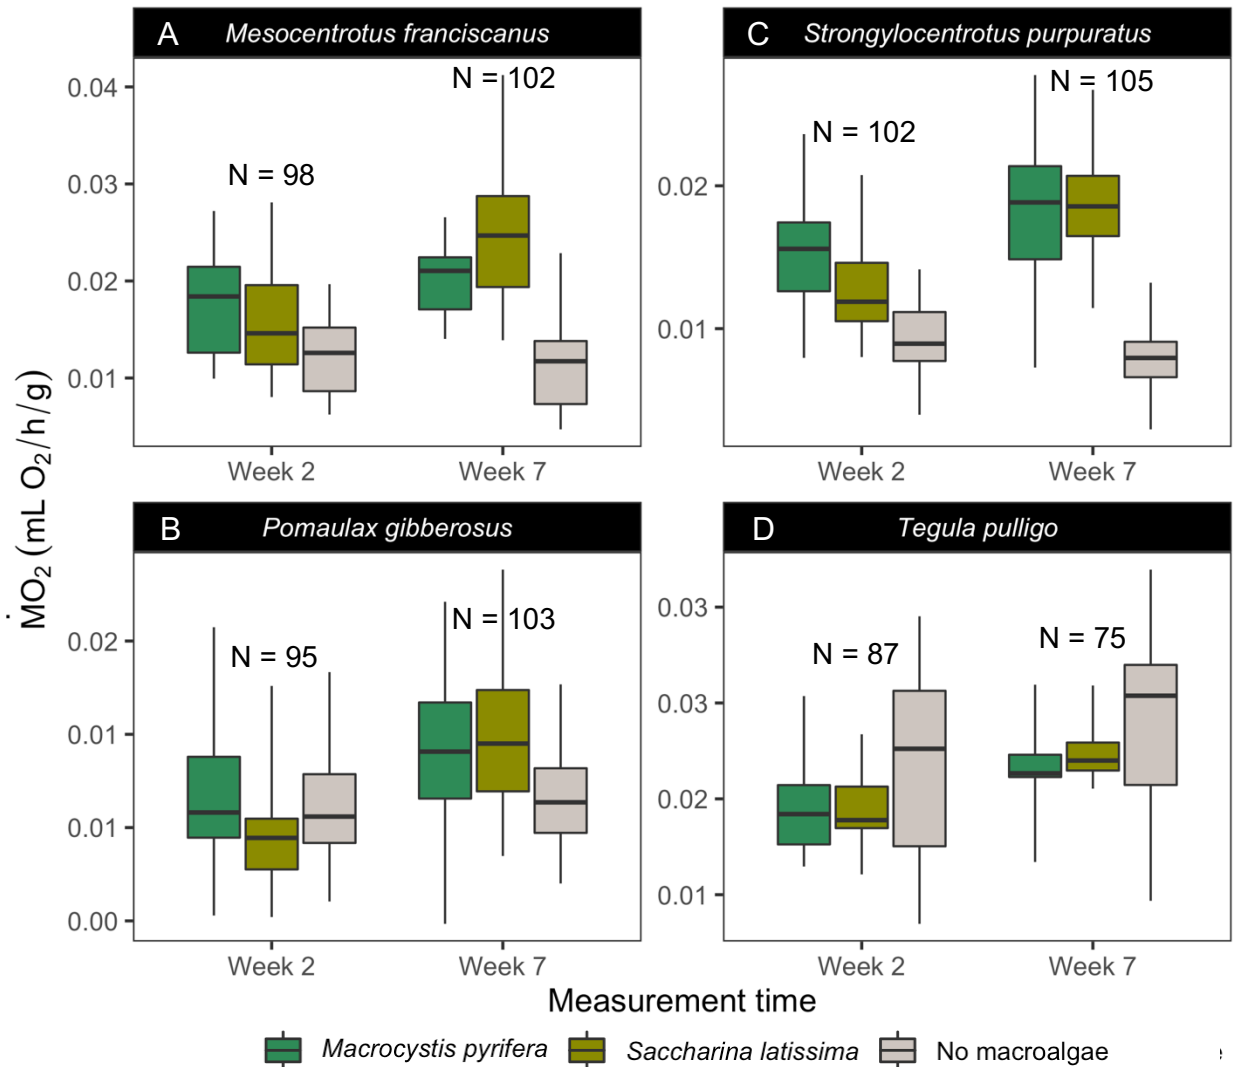 A Mesocentrotus franciscanus
N = 98
N = 102
0.04
0.03
0.02
0.01
Week 2
Week 7
C Strongylocentrotus purpuratus
N = 102
N = 105
0.02
0.01
Week 2
Week 7
ṀO₂ (mL O₂/h/g)
B Pomaulax gibberosus
N = 95
N = 103
0.02
0.01
0.01
0.00
Week 2
Week 7
D Tegula pulligo
N = 87
N = 75
0.03
0.03
0.02
0.01
Week 2
Week 7
Measurement time
Macrocystis pyrifera Saccharina latissima No macroalgae